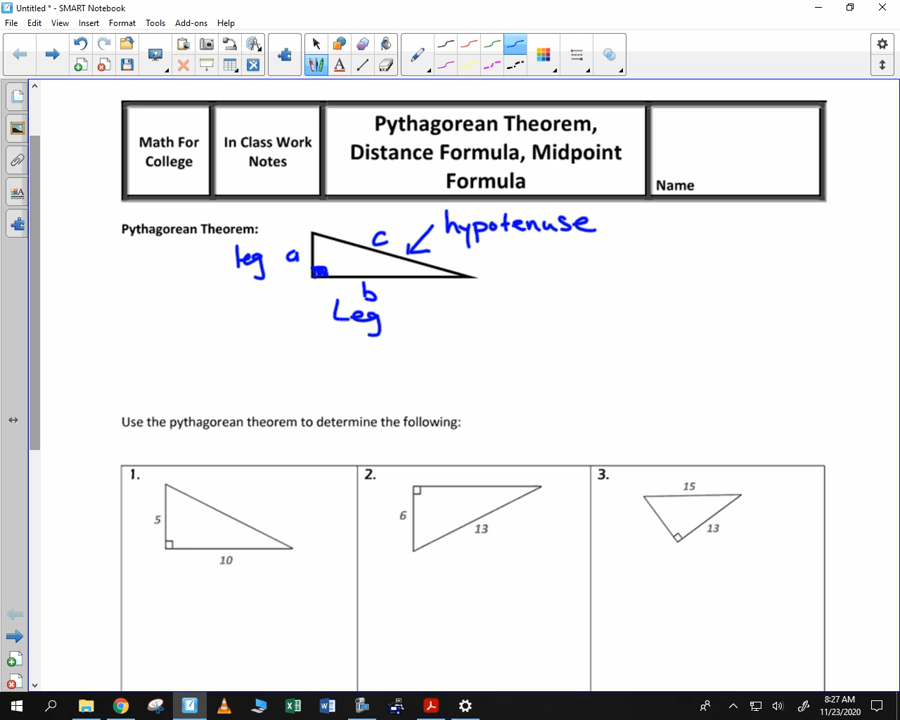 Untitled * - SMART Notebook
File Edit View Insert Format Tools Add-ons Help
Math For College
In Class Work Notes
Pythagorean Theorem,
Distance Formula, Midpoint
Formula
Name
Pythagorean Theorem:
hypotenuse
c
leg a
b
Leg
Use the pythagorean theorem to determine the following:
1.
5
10
2.
6
13
3.
15
13
8:27 AM
11/23/2020